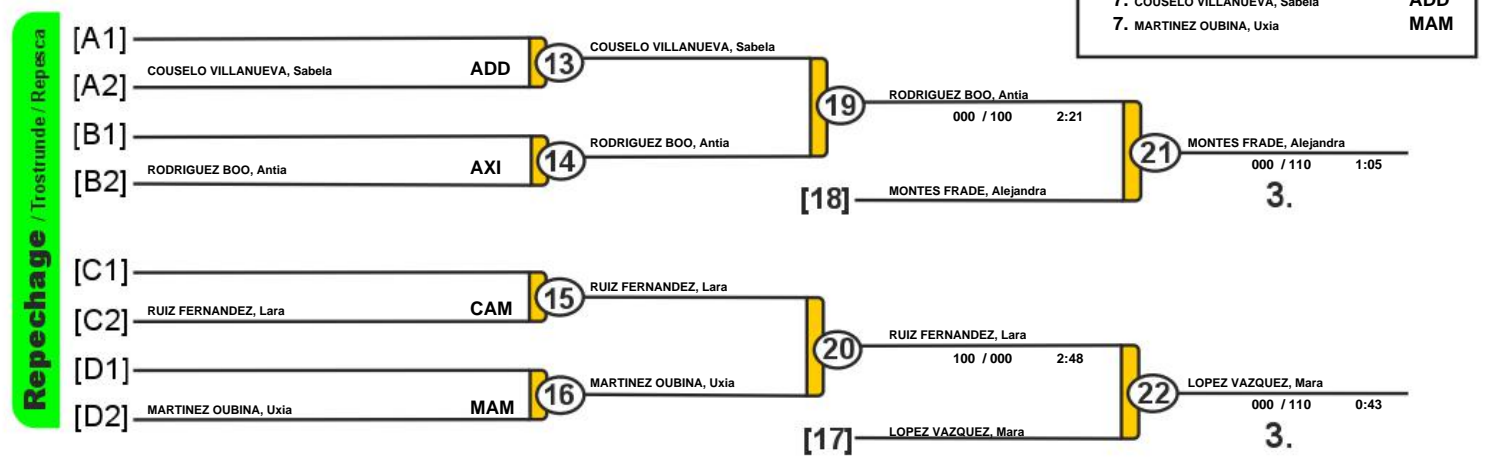 7. COUSELO VILLANUEVA, Sabela ADD
7. MARTINEZ OUBINA, Uxia MAM
Repechage / Trostrunde / Repesca
[A1]
COUSELO VILLANUEVA, Sabela ADD
[A2]
13
COUSELO VILLANUEVA, Sabela
[B1]
RODRIGUEZ BOO, Antia AXI
[B2]
14
RODRIGUEZ BOO, Antia
19
RODRIGUEZ BOO, Antia
000 / 100 2:21
[18]
MONTES FRADE, Alejandra
21
MONTES FRADE, Alejandra
000 / 110 1:05
3.
[C1]
RUIZ FERNANDEZ, Lara CAM
[C2]
15
RUIZ FERNANDEZ, Lara
[D1]
MARTINEZ OUBINA, Uxia MAM
[D2]
16
MARTINEZ OUBINA, Uxia
20
RUIZ FERNANDEZ, Lara
100 / 000 2:48
[17]
LOPEZ VAZQUEZ, Mara
22
LOPEZ VAZQUEZ, Mara
000 / 110 0:43
3.